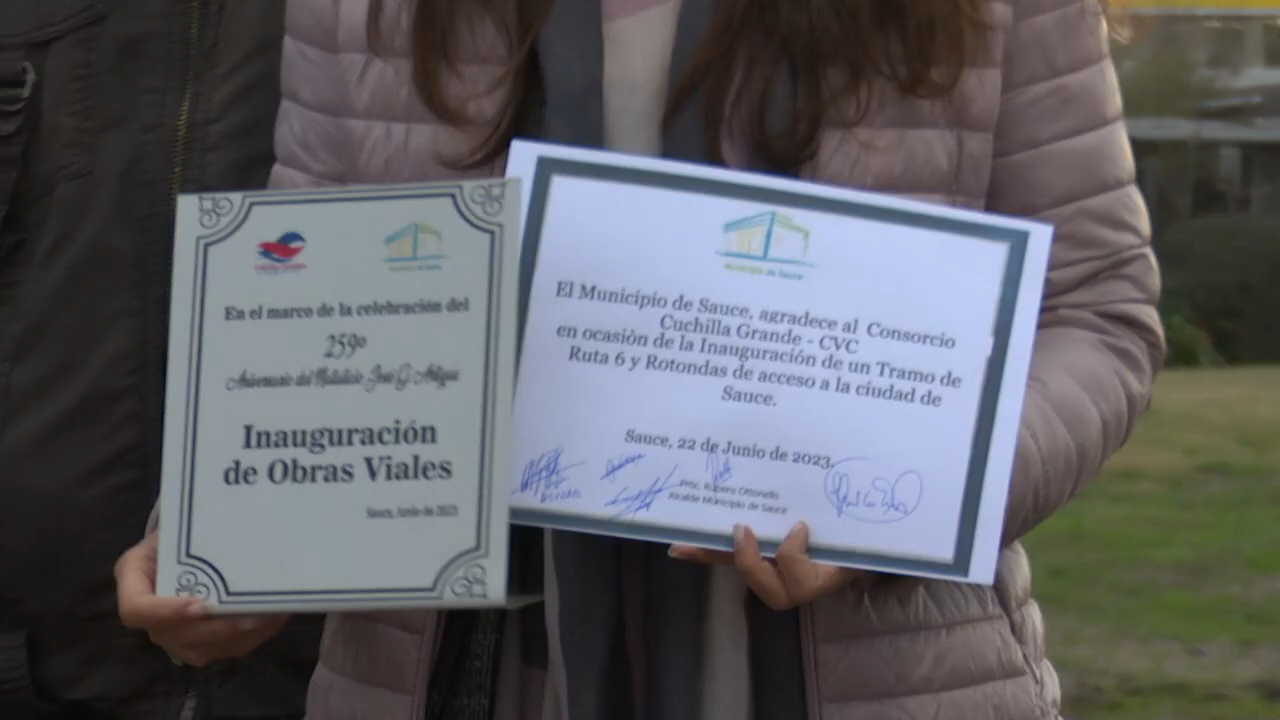 En el marco de la celebración del
259º
Aniversario del Natalicio José G. Artigas
Inauguración
de Obras Viales
Sauce, Junio de 2023
Municipio de Sauce
El Municipio de Sauce, agradece al Consorcio
Cuchilla Grande - CVC
en ocasión de la Inauguración de un Tramo de
Ruta 6 y Rotondas de acceso a la ciudad de
Sauce.
Sauce, 22 de Junio de 2023.
Proc. Rubens Ottonello
Alcalde Municipio de Sauce